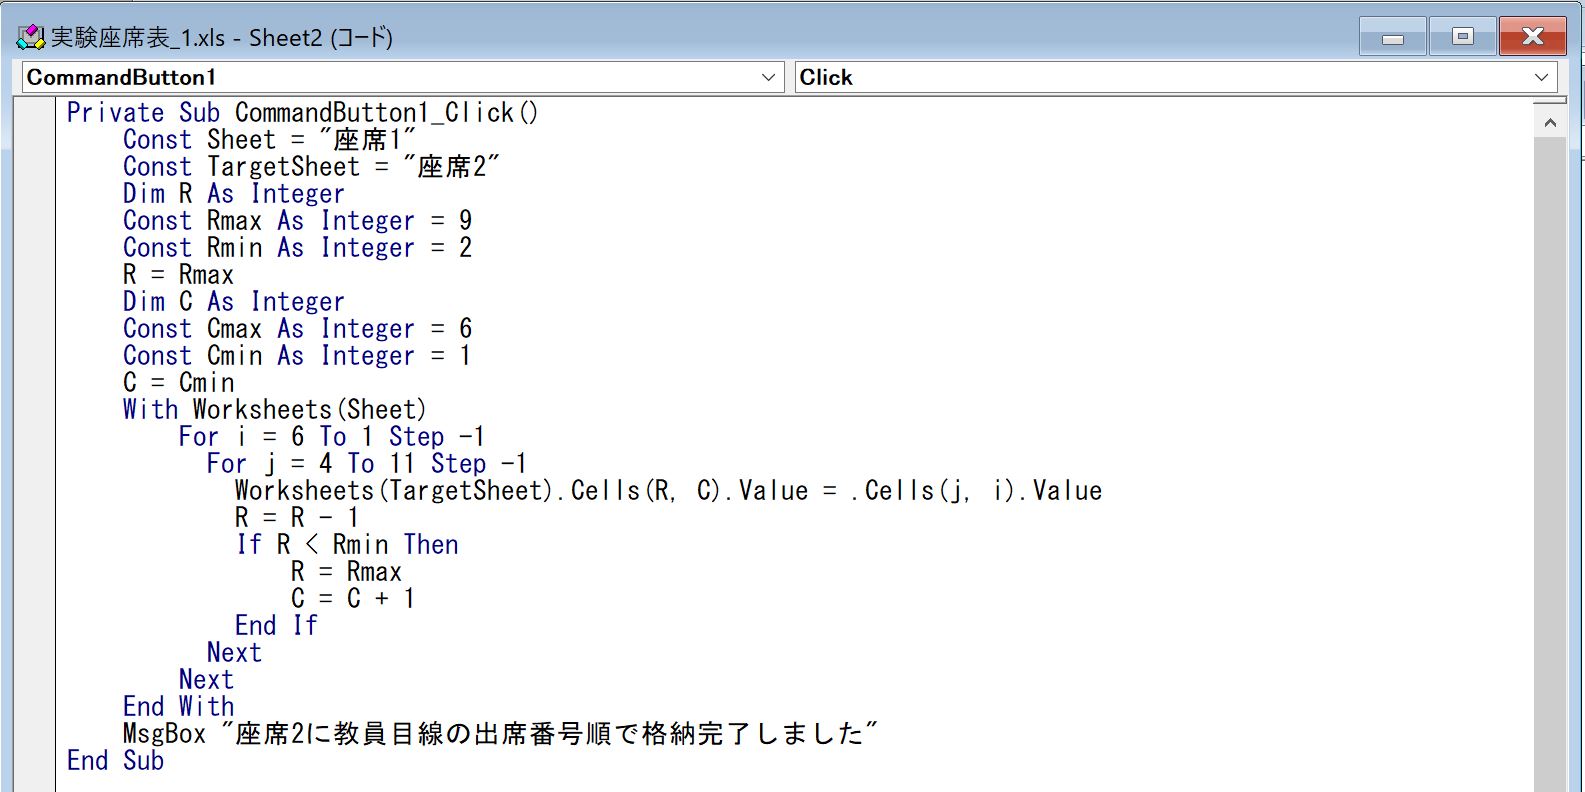 実験座席表_1.xls - Sheet2 (コード)
CommandButton1
Click
Private Sub CommandButton1_Click()
Const Sheet = "座席1"
Const TargetSheet = "座席2"
Dim R As Integer
Const Rmax As Integer = 9
Const Rmin As Integer = 2
R = Rmax
Dim C As Integer
Const Cmax As Integer = 6
Const Cmin As Integer = 1
C = Cmin
With Worksheets(Sheet)
For i = 6 To 1 Step -1
For j = 4 To 11 Step -1
Worksheets(TargetSheet).Cells(R, C).Value = .Cells(j, i).Value
R = R - 1
If R < Rmin Then
R = Rmax
C = C + 1
End If
Next
Next
End With
MsgBox "座席2に教員目線の出席番号順で格納完了しました"
End Sub